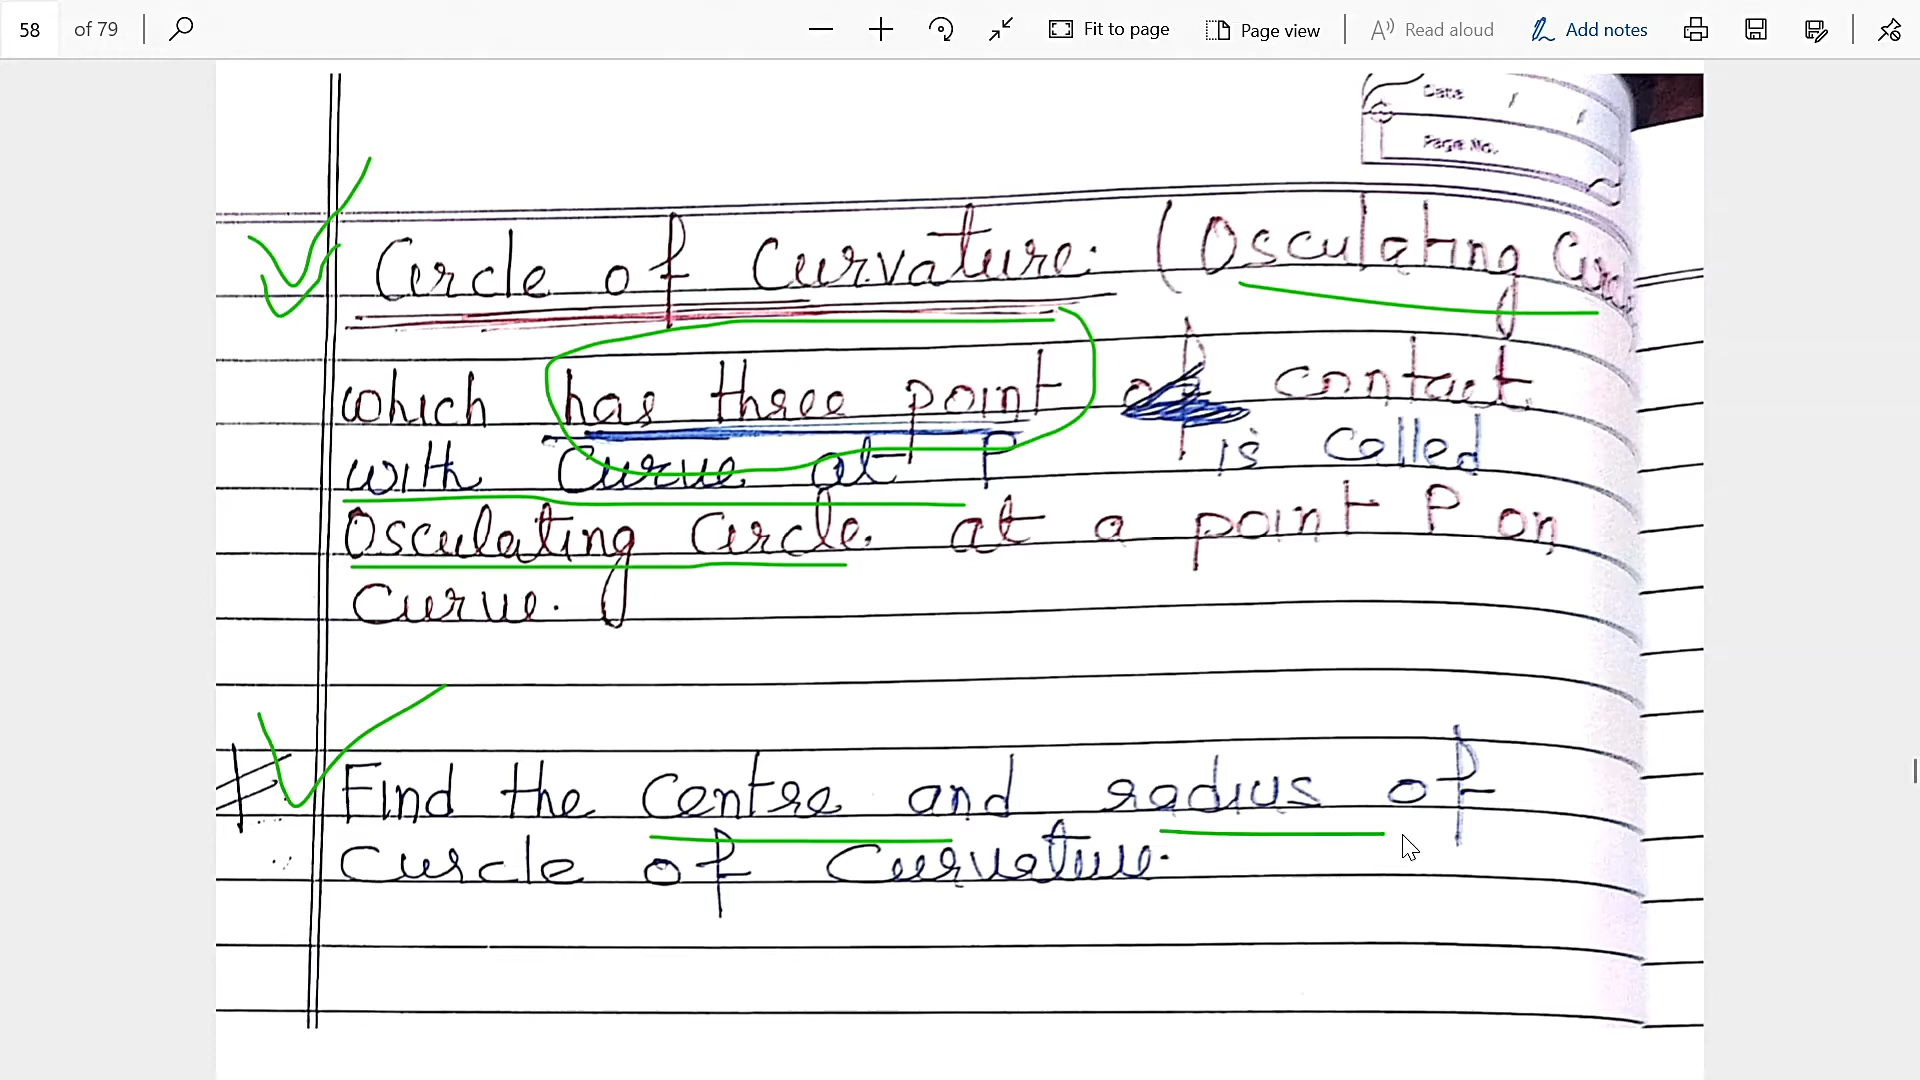 58 of 79 Fit to page Page view Read aloud Add notes
Date / /
Page No.
Circle of Curvature. (Osculating
which has three point contact
with Curve at P is called
Osculating Circle. at a point P on
Curve.
# Find the Centre and radius of
Circle of Curvature.